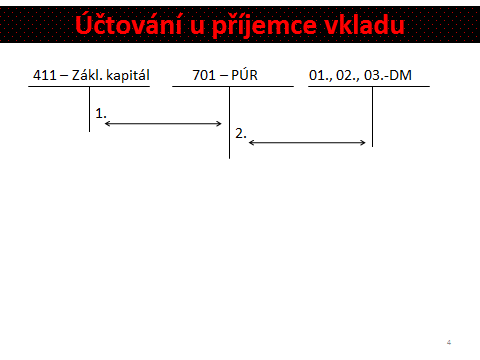 Účtování u příjemce vkladu
411 – Zákl. kapitál 701 – PÚR 01., 02., 03.-DM
1.
2.
4